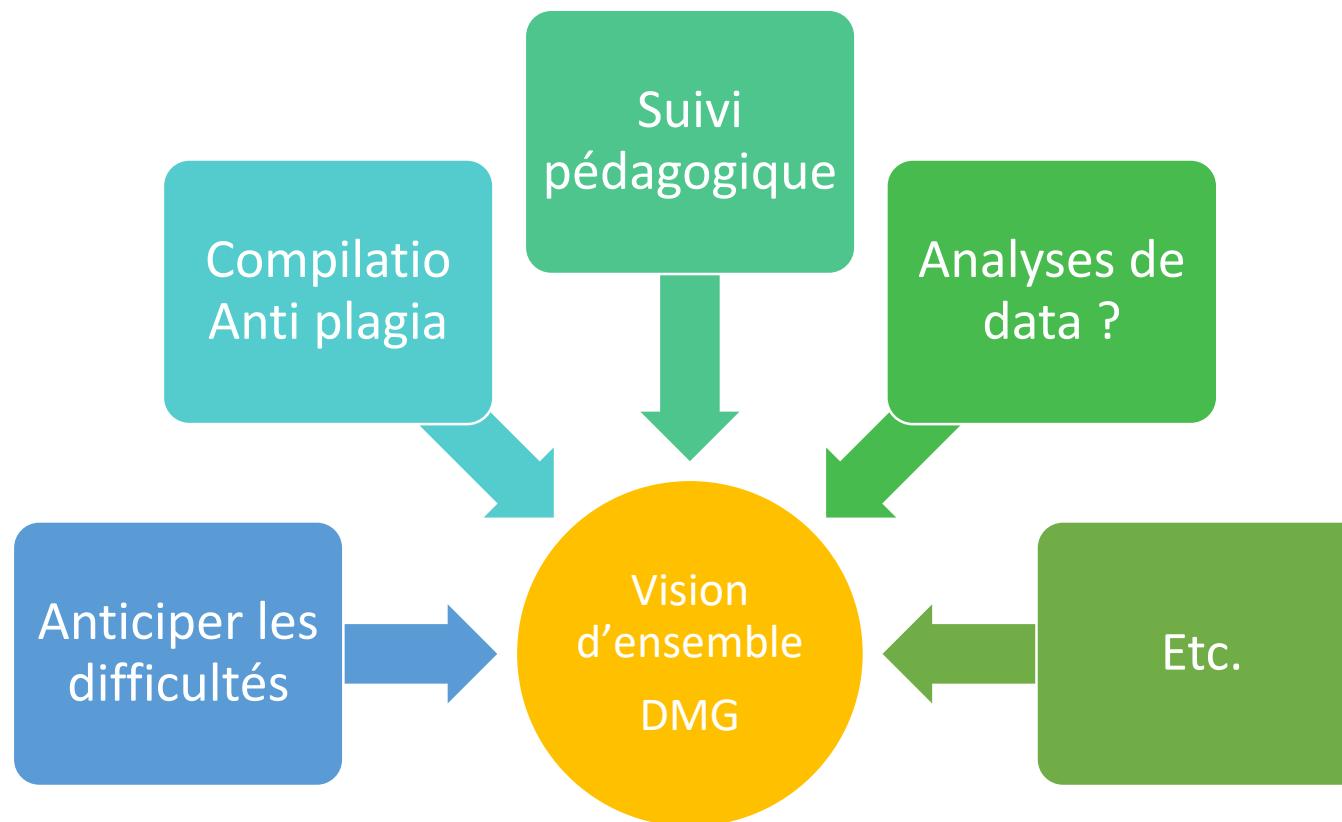 Suivi
pédagogique
Compilatio
Anti plagia
Analyses de
data ?
Anticiper les
difficultés
Vision
d’ensemble
DMG
Etc.